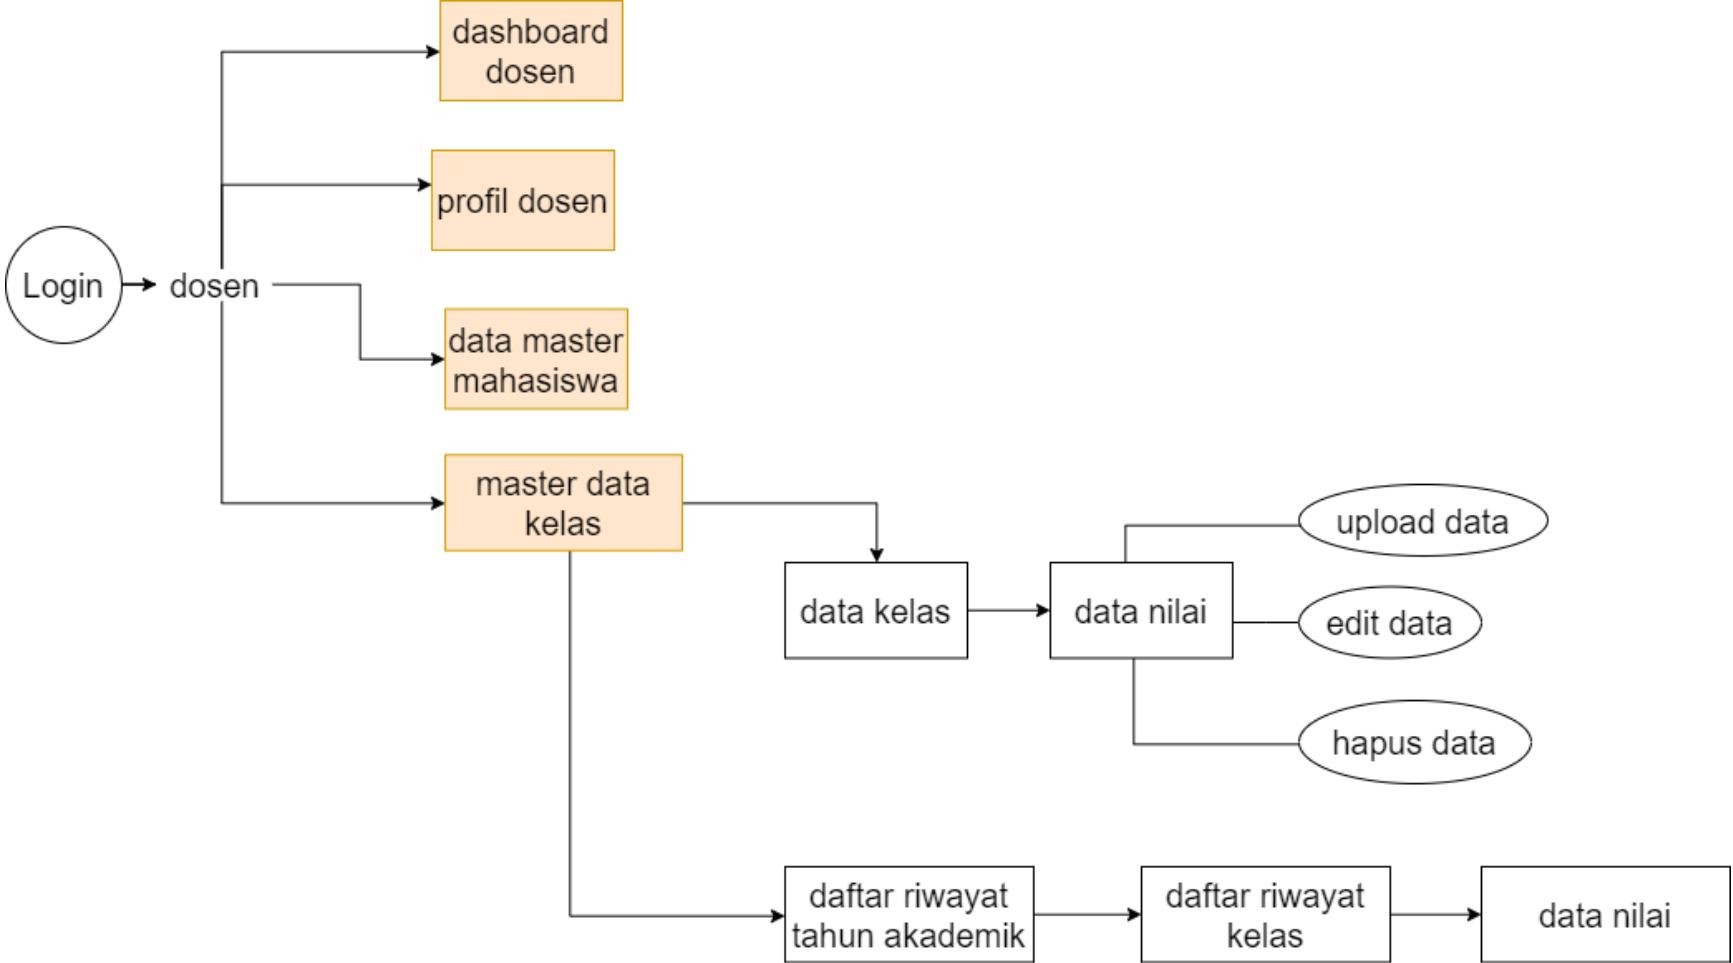 dashboard
dosen
profil dosen
Login
dosen
data master
mahasiswa
master data
kelas
upload data
data kelas
data nilai
edit data
hapus data
daftar riwayat
tahun akademik
daftar riwayat
kelas
data nilai